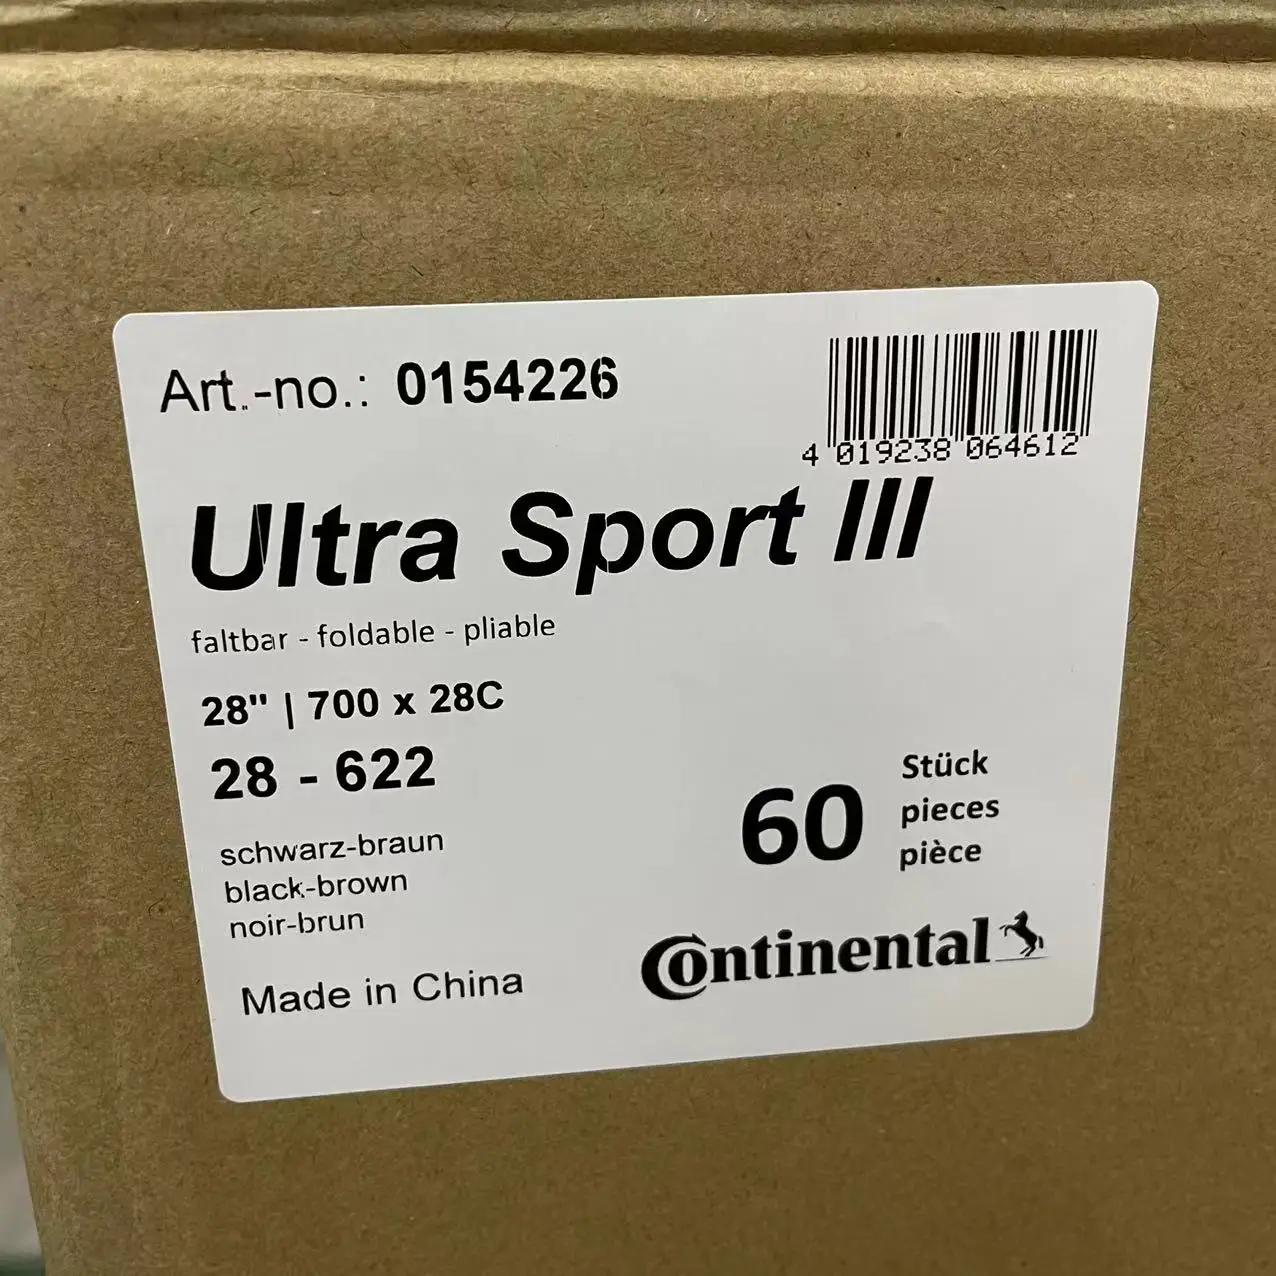 Art.-no.: 0154226
4 019238 064612
Ultra Sport III
faltbar - foldable - pliable
28" | 700 x 28C
28 - 622
schwarz-braun
black-brown
noir-brun
60
Stück
pieces
pièce
Made in China
Continental